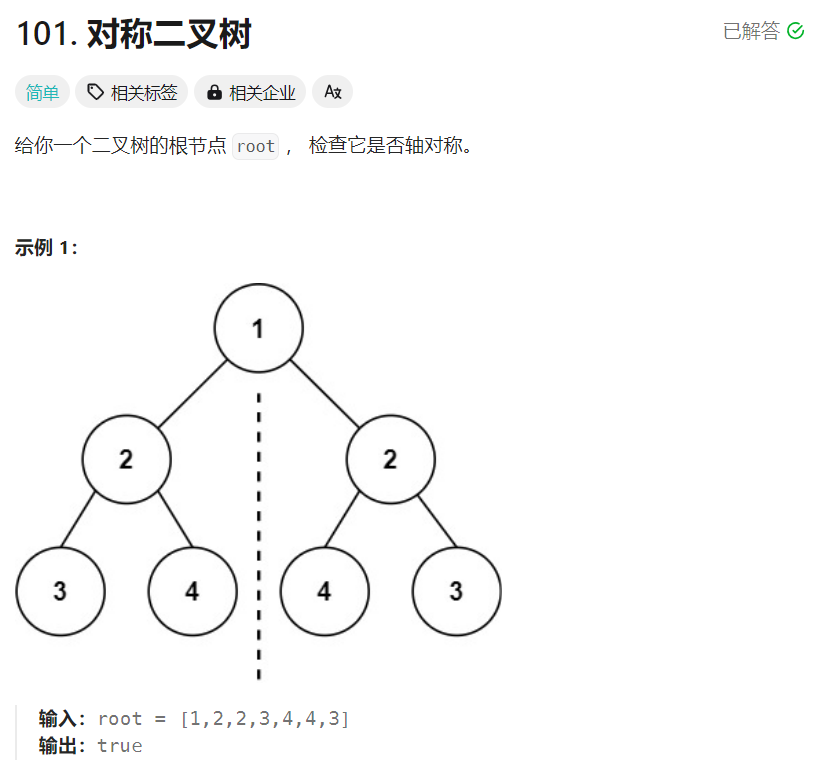 101. 对称二叉树
已解答
简单 相关标签 相关企业 A文
给你一个二叉树的根节点 root ， 检查它是否轴对称。
示例 1：
1
2 2
3 4 4 3
输入：root = [1,2,2,3,4,4,3]
输出：true